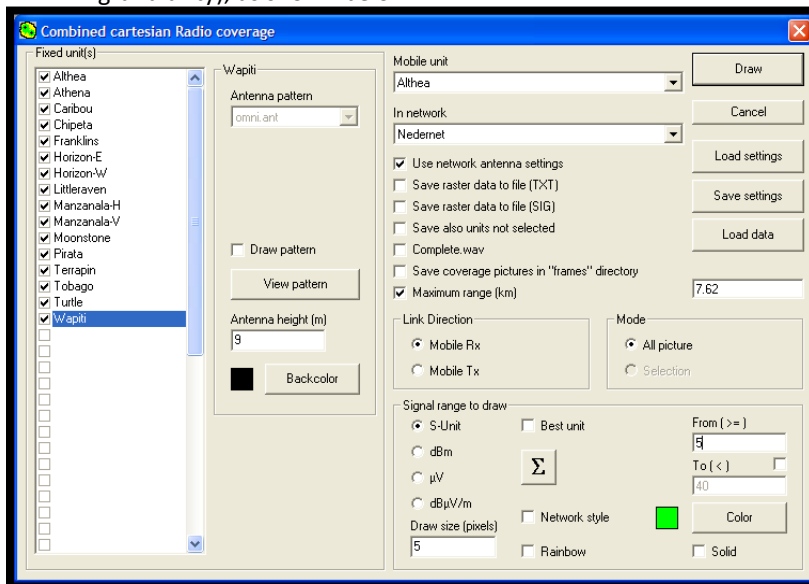 Combined cartesian Radio coverage
Fixed unit(s)
Althea
Athena
Caribou
Chipeta
Franklins
Horizon-E
Horizon-W
Littleraven
Manzanala-H
Manzanala-V
Moonstone
Pirata
Terrapin
Tobago
Turtle
Wapiti
Wapiti
Antenna pattern
omni.ant
Draw pattern
View pattern
Antenna height (m)
9
Backcolor
Mobile unit
Althea
In network
Nedernet
Use network antenna settings
Save raster data to file (TXT)
Save raster data to file (SIG)
Save also units not selected
Complete.wav
Save coverage pictures in "frames" directory
Maximum range (km)
7.62
Draw
Cancel
Load settings
Save settings
Load data
Link Direction
Mobile Rx
Mobile Tx
Mode
All picture
Selection
Signal range to draw
S-Unit
dBm
µV
dBµV/m
Draw size (pixels)
5
Best unit
Σ
Network style
Rainbow
From ( >= )
5
To ( < )
40
Color
Solid